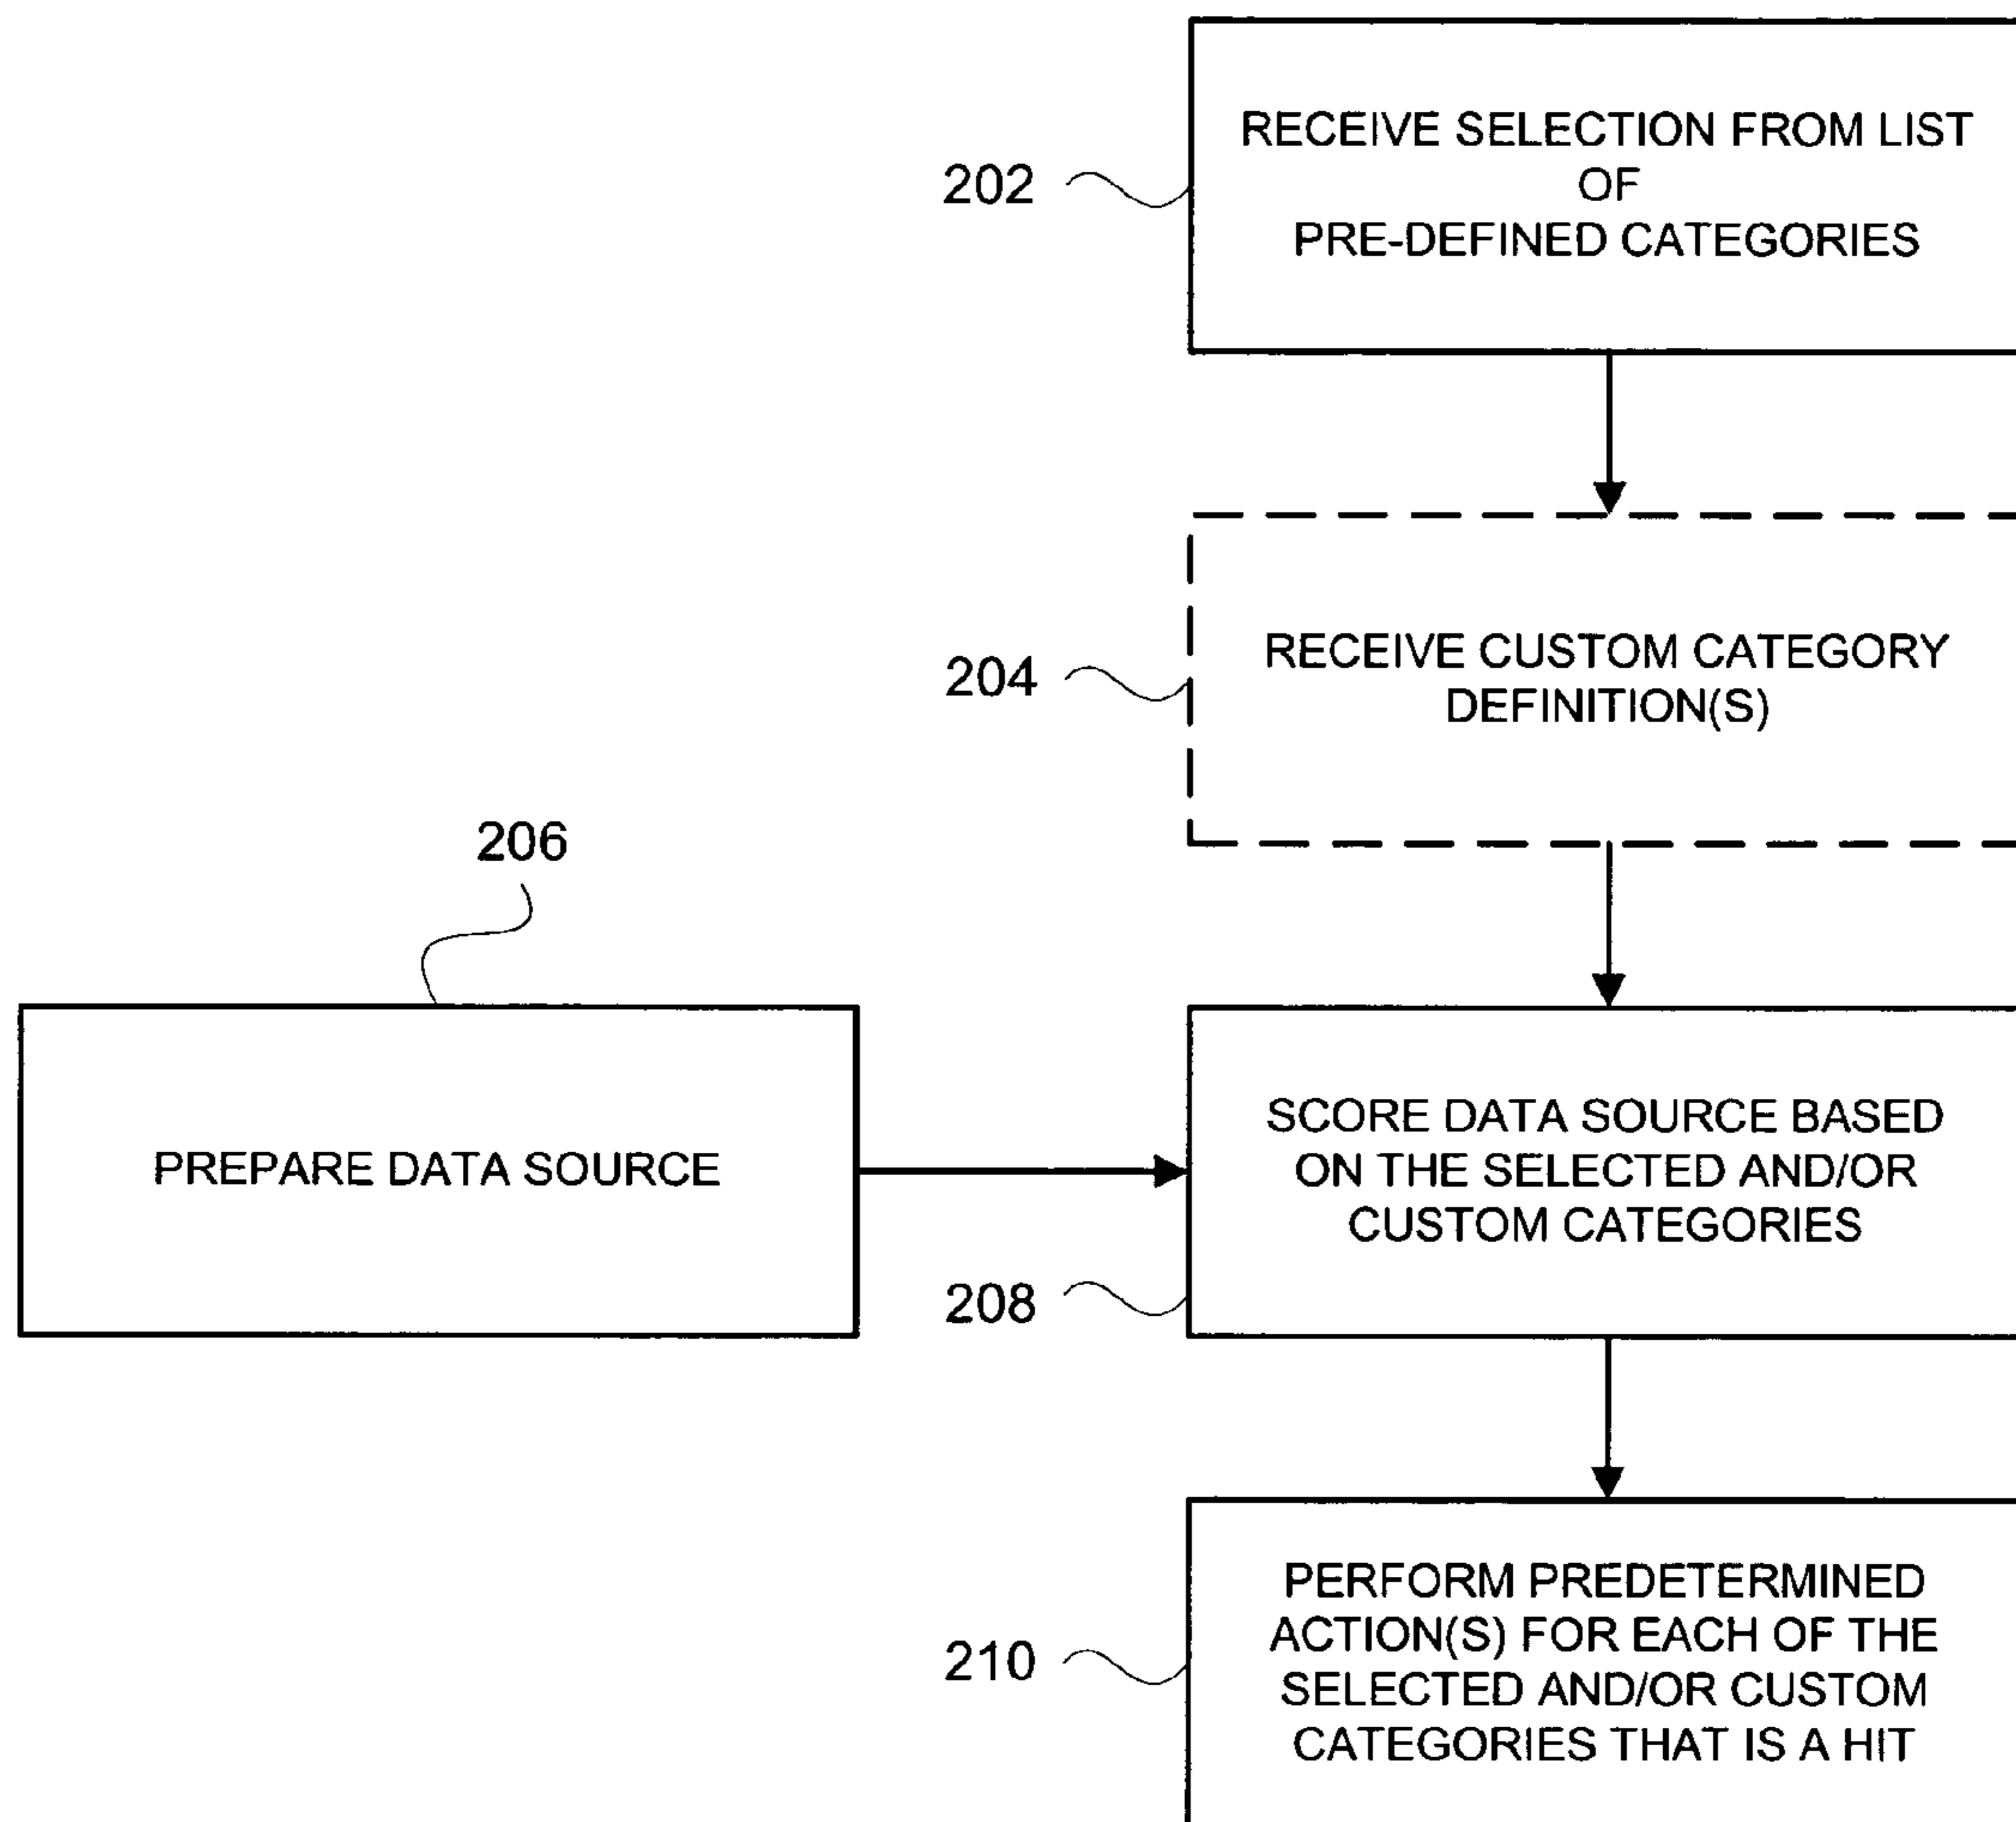 202
RECEIVE SELECTION FROM LIST
OF
PRE-DEFINED CATEGORIES
204
RECEIVE CUSTOM CATEGORY
DEFINITION(S)
206
PREPARE DATA SOURCE
SCORE DATA SOURCE BASED
ON THE SELECTED AND/OR
CUSTOM CATEGORIES
208
PERFORM PREDETERMINED
ACTION(S) FOR EACH OF THE
SELECTED AND/OR CUSTOM
CATEGORIES THAT IS A HIT
210